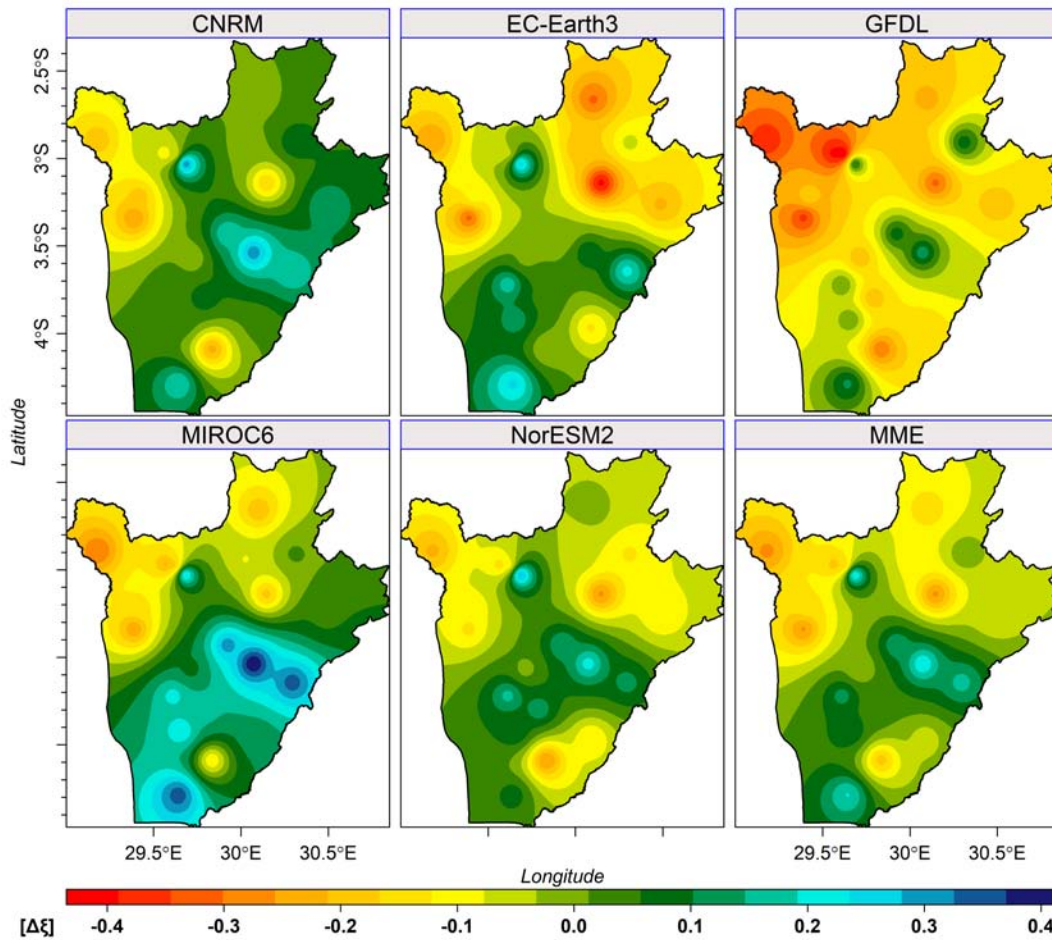 CNRM
EC-Earth3
GFDL
2.5°S
3°S
3.5°S
4°S
Latitude
MIROC6
NorESM2
MME
29.5°E 30°E 30.5°E
29.5°E 30°E 30.5°E
Longitude
[Δξ] -0.4 -0.3 -0.2 -0.1 0.0 0.1 0.2 0.3 0.4